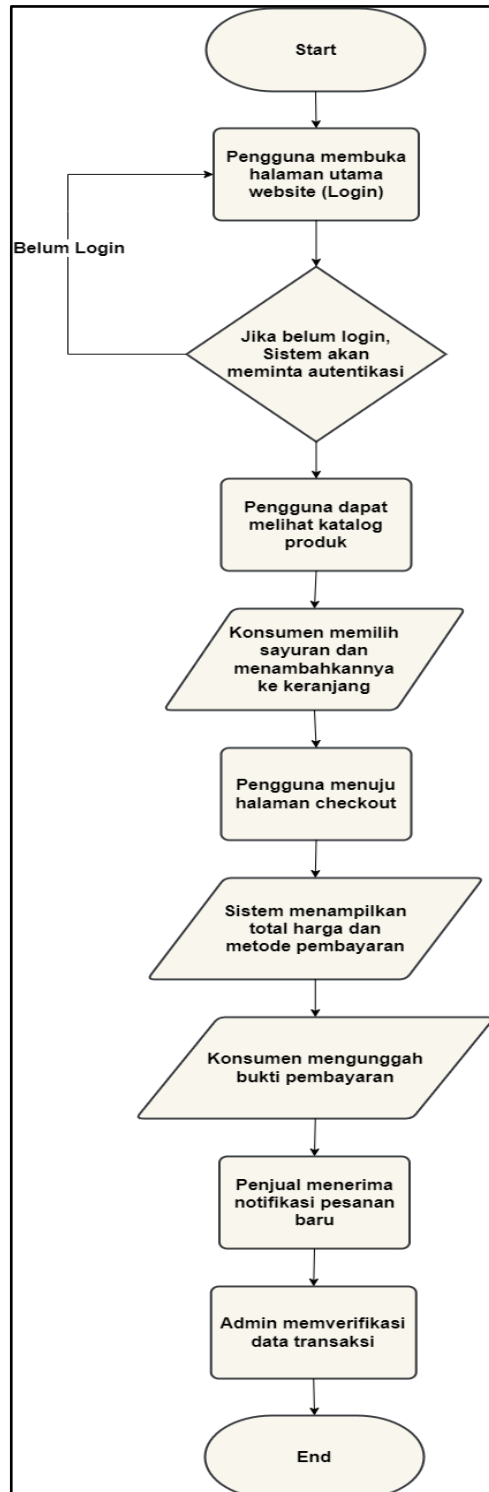 Start
Pengguna membuka
halaman utama
website (Login)
Belum Login
Jika belum login,
Sistem akan
meminta autentikasi
Pengguna dapat
melihat katalog
produk
Konsumen memilih
sayuran dan
menambahkannya
ke keranjang
Pengguna menuju
halaman checkout
Sistem menampilkan
total harga dan
metode pembayaran
Konsumen mengunggah
bukti pembayaran
Penjual menerima
notifikasi pesanan
baru
Admin memverifikasi
data transaksi
End